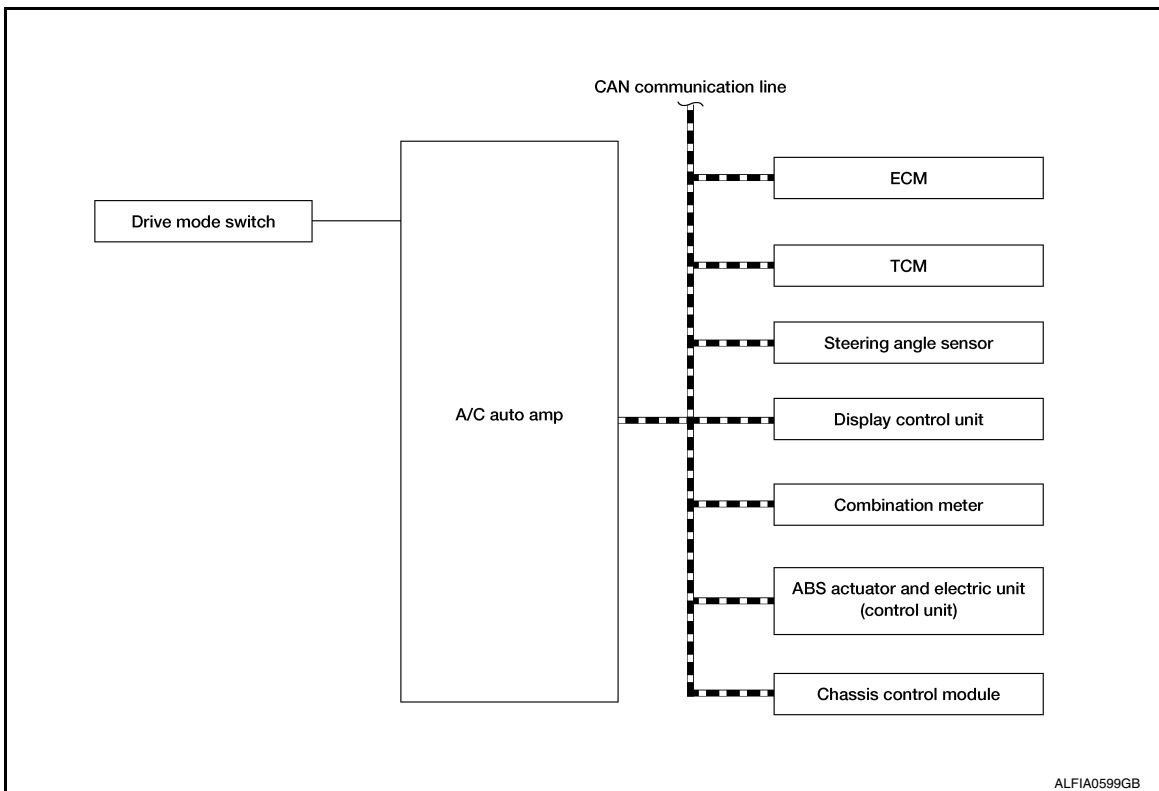 CAN communication line
ECM
Drive mode switch
TCM
Steering angle sensor
A/C auto amp
Display control unit
Combination meter
ABS actuator and electric unit
(control unit)
Chassis control module
ALFIA0599GB